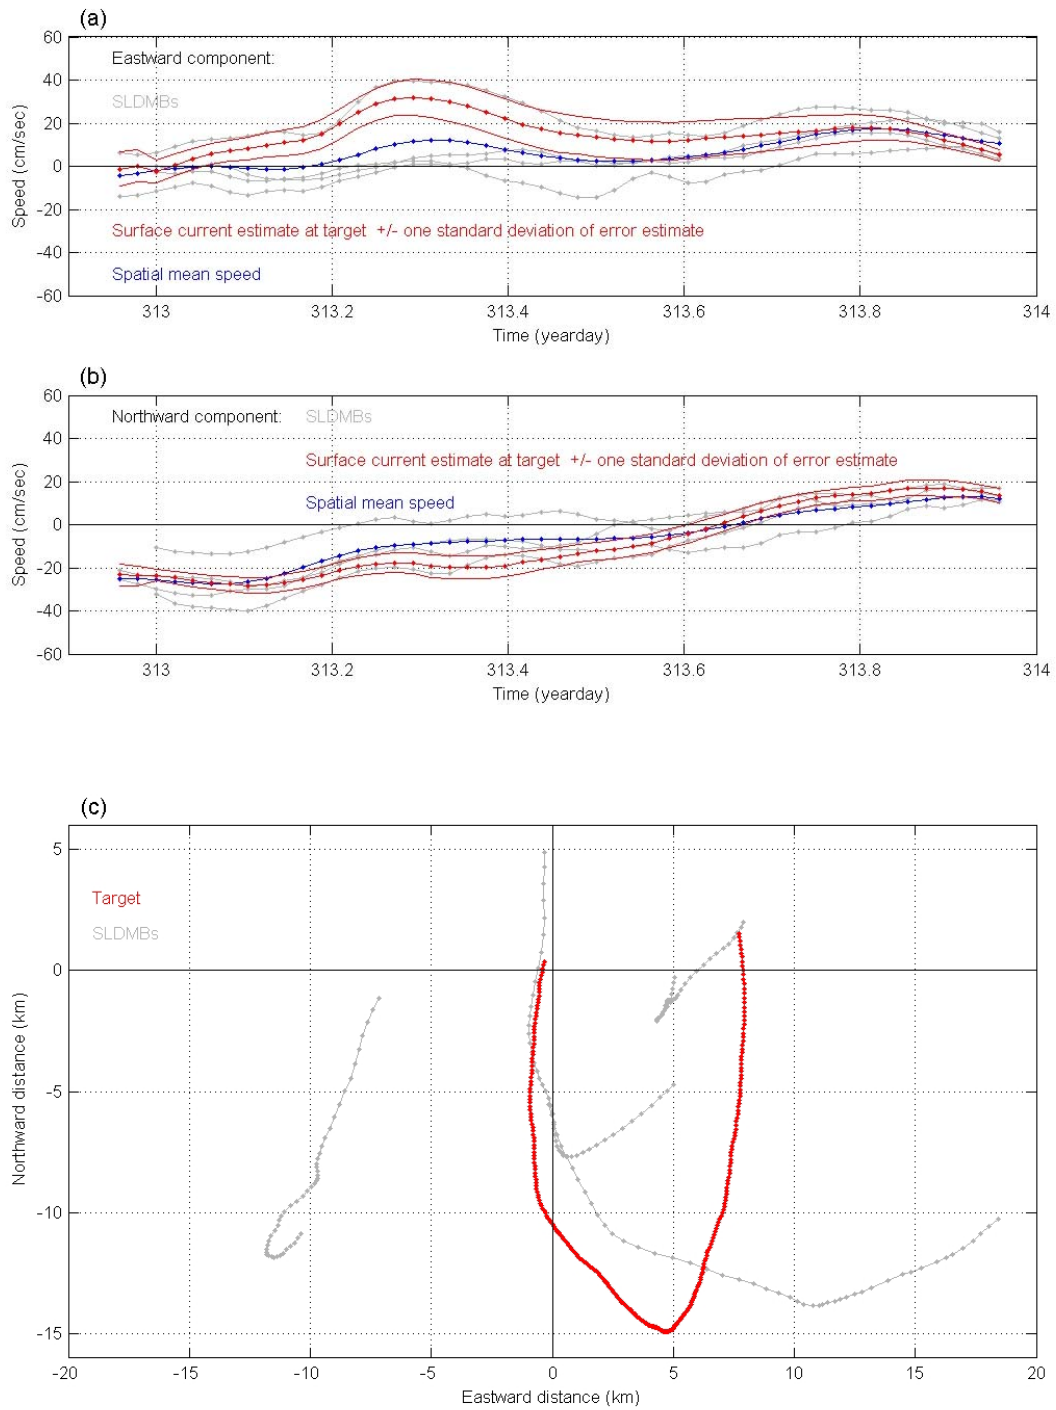 (a)
60
40
20
0
-20
-40
-60
Speed (cm/sec)
Eastward component:
SLDMBs
Surface current estimate at target +/- one standard deviation of error estimate
Spatial mean speed
313
313.2
313.4
313.6
313.8
314
Time (yearday)
(b)
60
40
20
0
-20
-40
-60
Speed (cm/sec)
Northward component: SLDMBs
Surface current estimate at target +/- one standard deviation of error estimate
Spatial mean speed
313
313.2
313.4
313.6
313.8
314
Time (yearday)
(c)
5
0
-5
-10
-15
Northward distance (km)
Target
SLDMBs
-20
-15
-10
-5
0
5
10
15
20
Eastward distance (km)